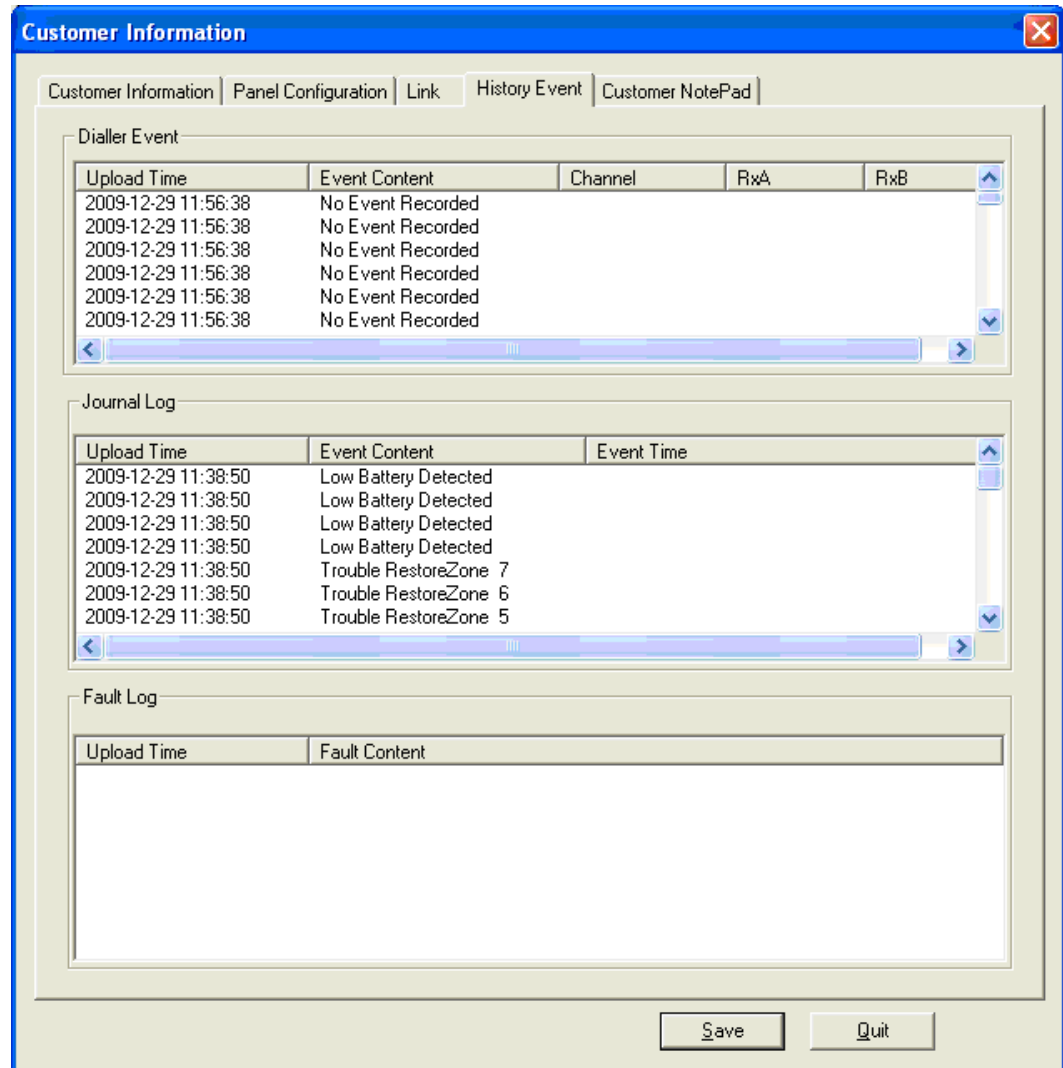 Customer Information
Customer Information Panel Configuration Link History Event Customer NotePad
Dialler Event
Upload Time Event Content Channel RxA RxB
2009-12-29 11:56:38 No Event Recorded
2009-12-29 11:56:38 No Event Recorded
2009-12-29 11:56:38 No Event Recorded
2009-12-29 11:56:38 No Event Recorded
2009-12-29 11:56:38 No Event Recorded
2009-12-29 11:56:38 No Event Recorded
Journal Log
Upload Time Event Content Event Time
2009-12-29 11:38:50 Low Battery Detected
2009-12-29 11:38:50 Low Battery Detected
2009-12-29 11:38:50 Low Battery Detected
2009-12-29 11:38:50 Low Battery Detected
2009-12-29 11:38:50 Trouble RestoreZone 7
2009-12-29 11:38:50 Trouble RestoreZone 6
2009-12-29 11:38:50 Trouble RestoreZone 5
Fault Log
Upload Time Fault Content
Save Quit